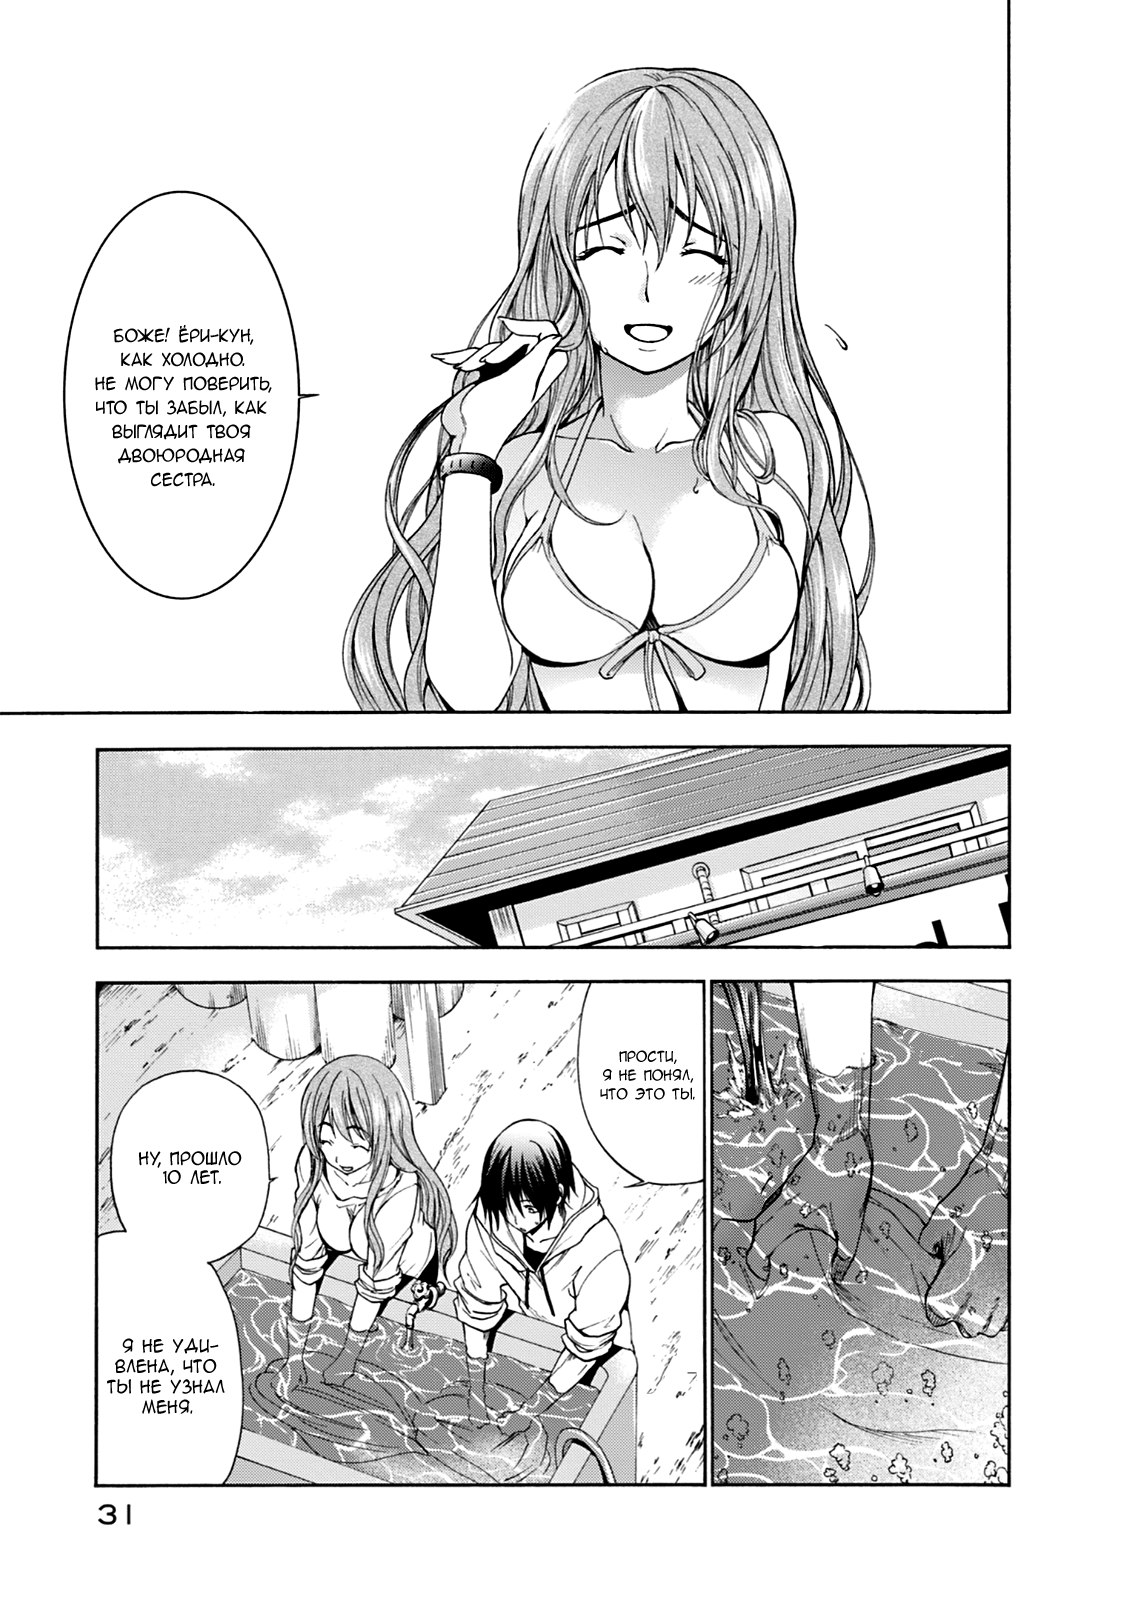 БОЖЕ! ЁРИ-КУН,
КАК ХОЛОДНО.
НЕ МОГУ ПОВЕРИТЬ,
ЧТО ТЫ ЗАБЫЛ, КАК
ВЫГЛЯДИТ ТВОЯ
ДВОЮРОДНАЯ
СЕСТРА.
ПРОСТИ,
Я НЕ ПОНЯЛ,
ЧТО ЭТО ТЫ.
НУ, ПРОШЛО
10 ЛЕТ.
Я НЕ УДИ-
ВЛЕНА, ЧТО
ТЫ НЕ УЗНАЛ
МЕНЯ.
31